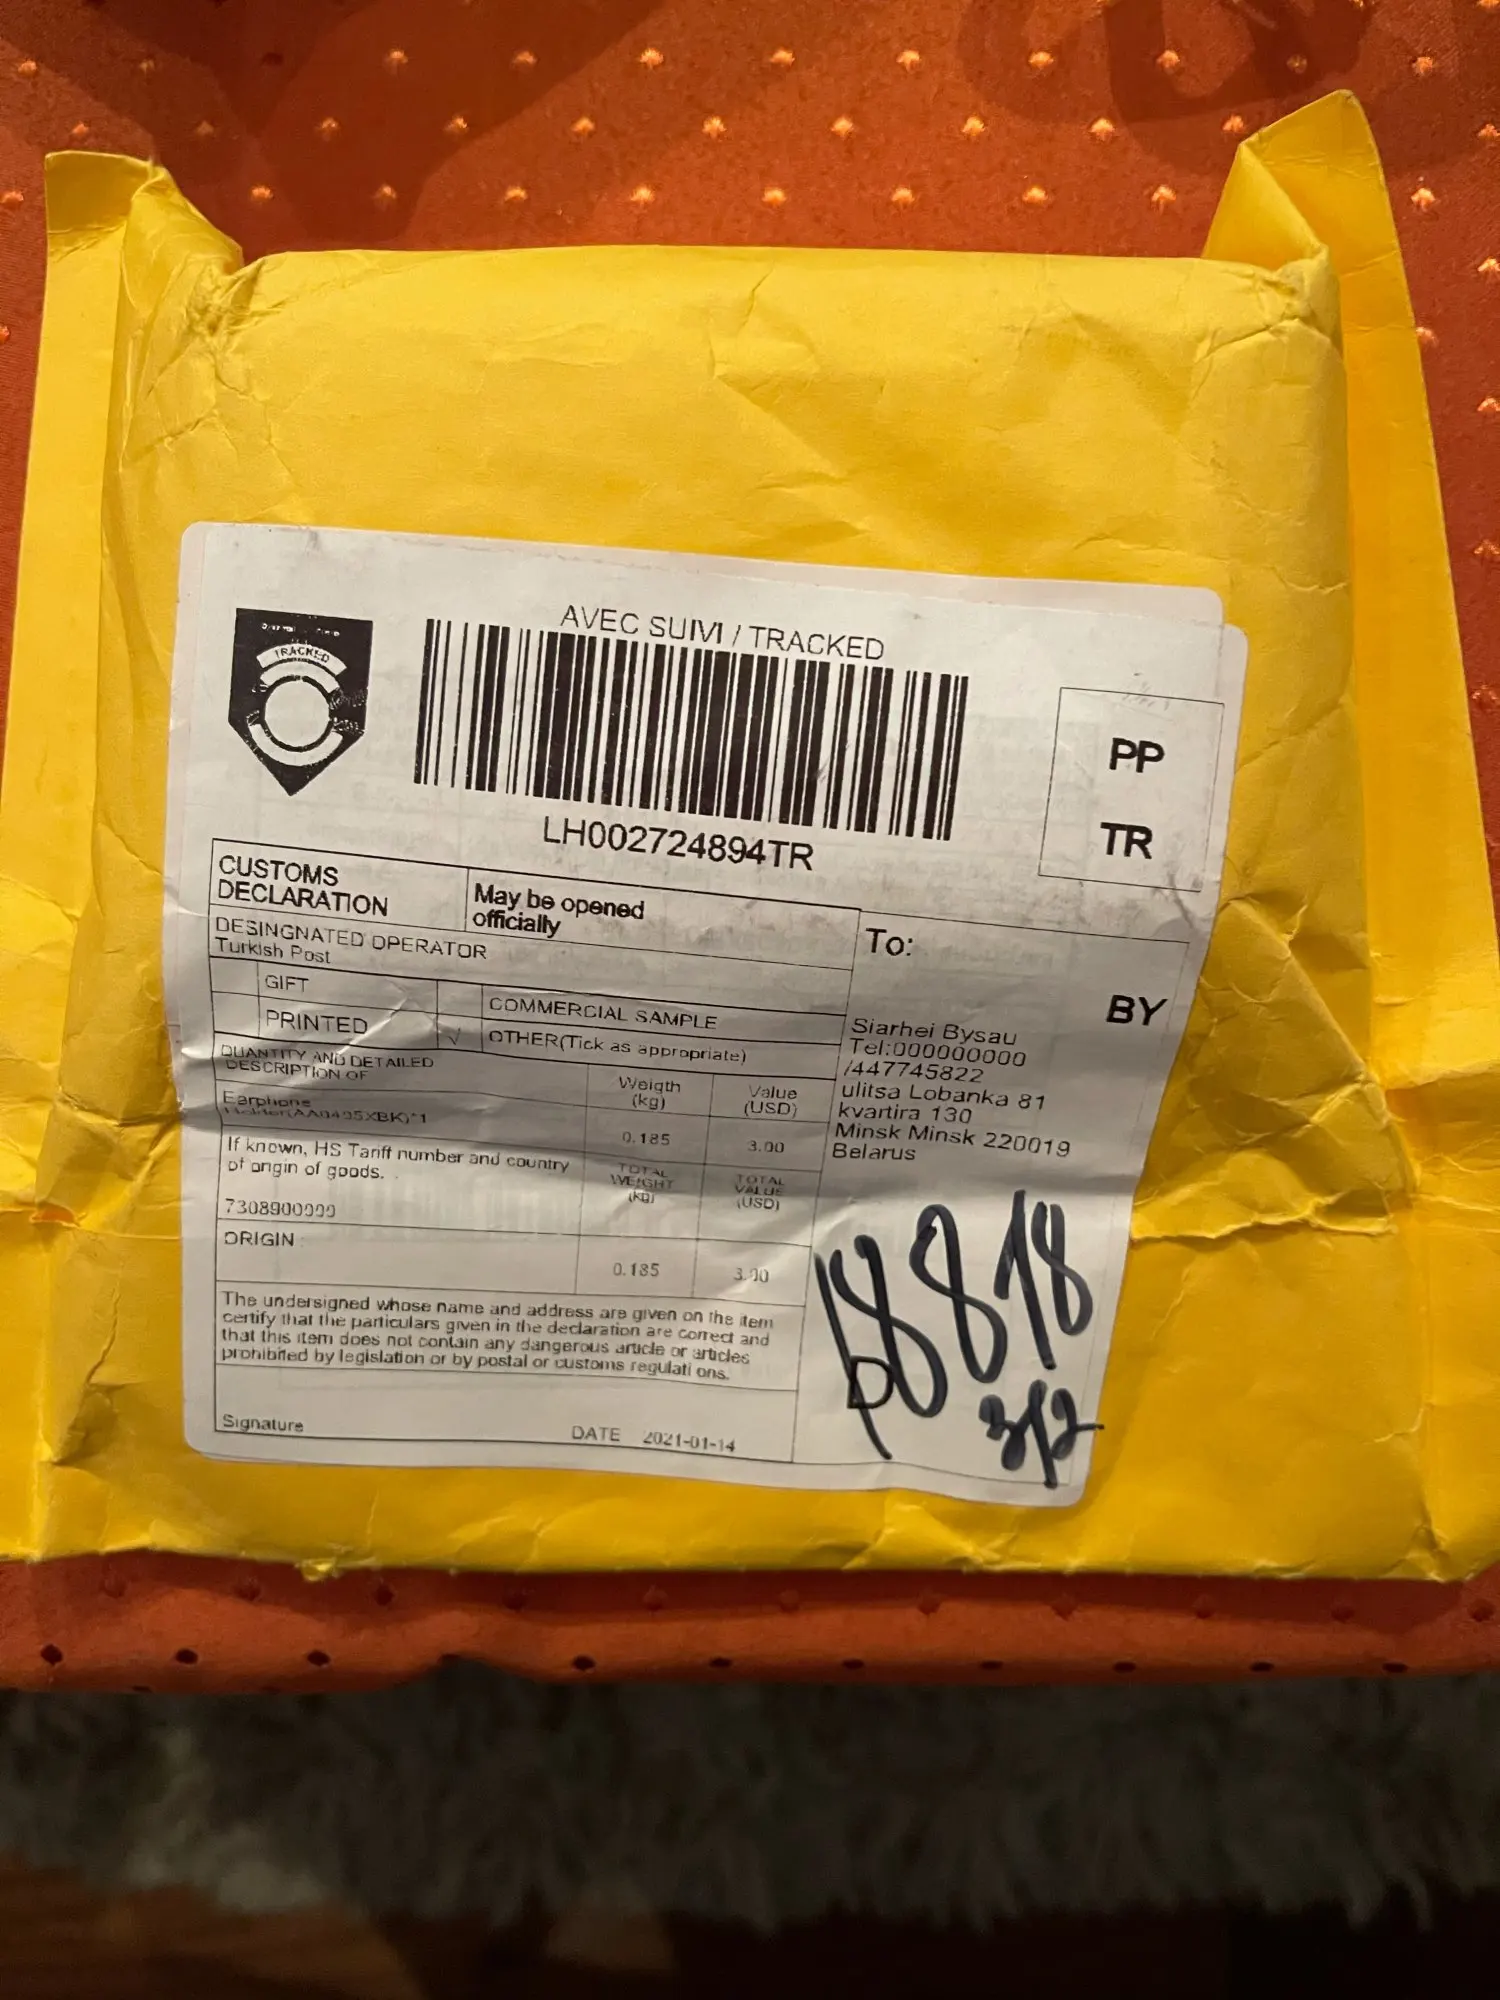 AVEC SUIVI / TRACKED
TRACKED
LH002724894TR
PP
TR
CUSTOMS
DECLARATION
May be opened
officially
DESINGNATED OPERATOR
Turkish Post
GIFT
COMMERCIAL SAMPLE
PRINTED
√
OTHER(Tick as appropriate)
QUANTITY AND DETAILED
DESCRIPTION OF
Weigth
(kg)
Value
(USD)
Earphone
Holder(AA0495XBK)*1
0.185
3.00
If known, HS Tariff number and country
of origin of goods.
TOTAL
WEIGHT
(kg)
TOTAL
VALUE
(USD)
7308900000
ORIGIN
0.185
3.00
The undersigned whose name and address are given on the item
certify that the particulars given in the declaration are correct and
that this item does not contain any dangerous article or articles
prohibited by legislation or by postal or customs regulati ons.
Signature
DATE 2021-01-14
To:
BY
Siarhei Bysau
Tel:000000000
/447745822
ulitsa Lobanka 81
kvartira 130
Minsk Minsk 220019
Belarus
D